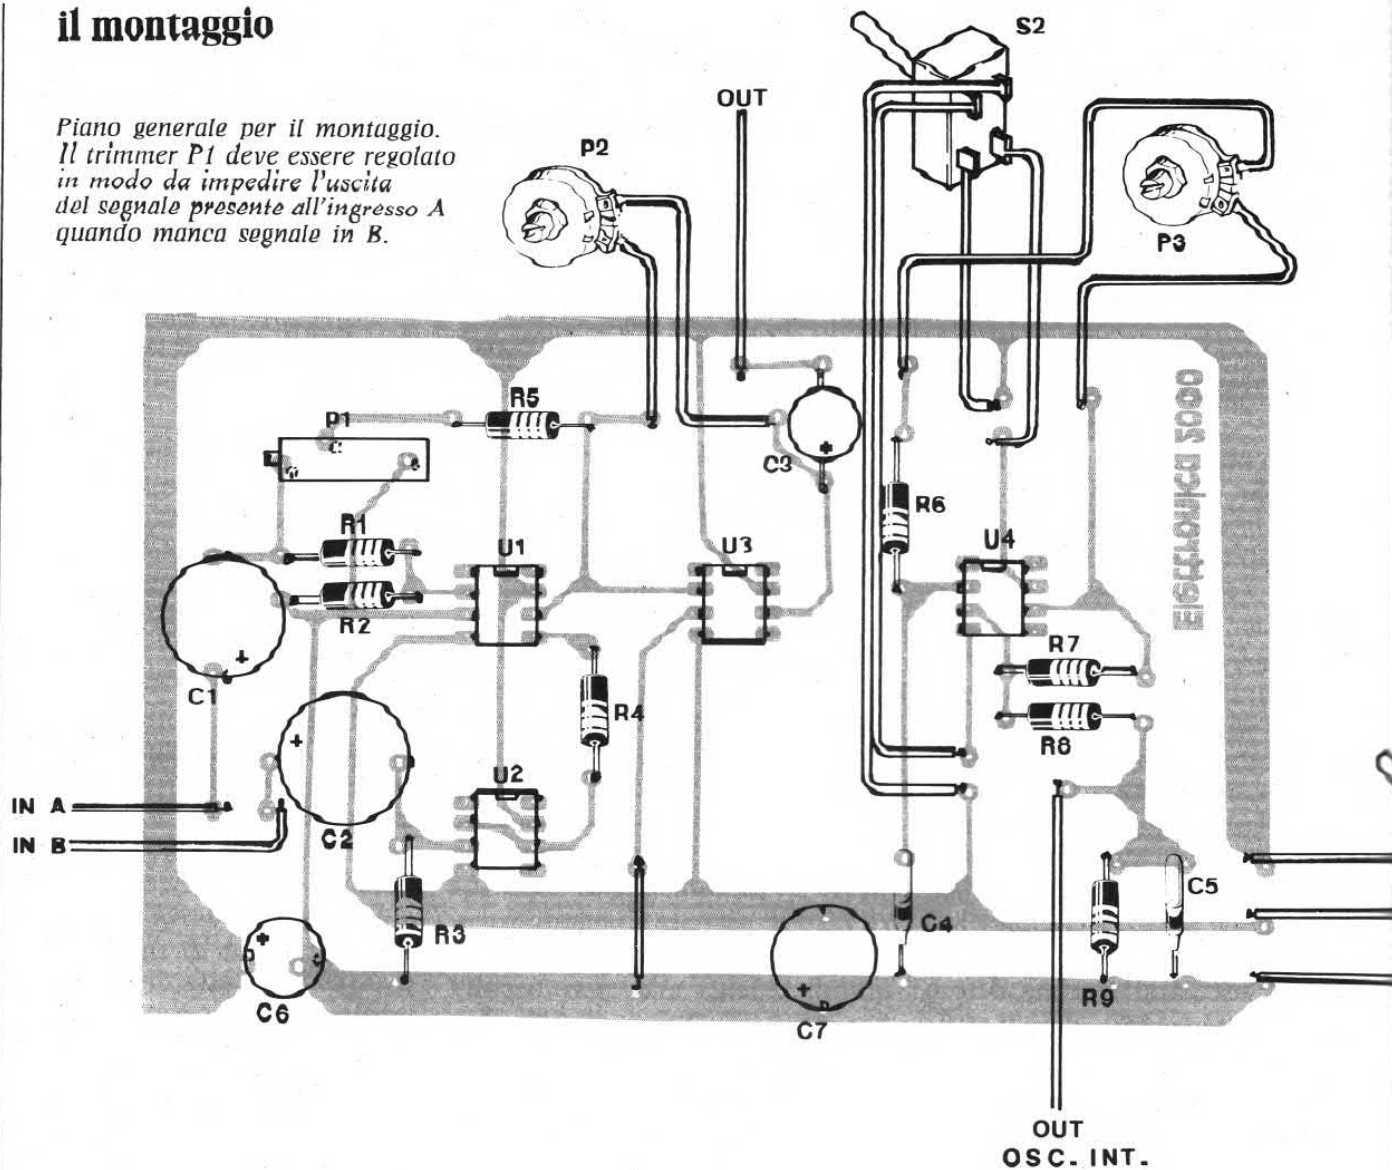 il montaggio
Piano generale per il montaggio.
Il trimmer P1 deve essere regolato
in modo da impedire l'uscita
del segnale presente all'ingresso A
quando manca segnale in B.
S2
OUT
P2
P3
R5
P1
C3
R6
R1
U1
U3
U4
R2
R7
C1
R4
R8
U2
IN A
C2
IN B
C5
R3
C4
R9
C6
C7
Elettronica 2000
OUT
OSC. INT.